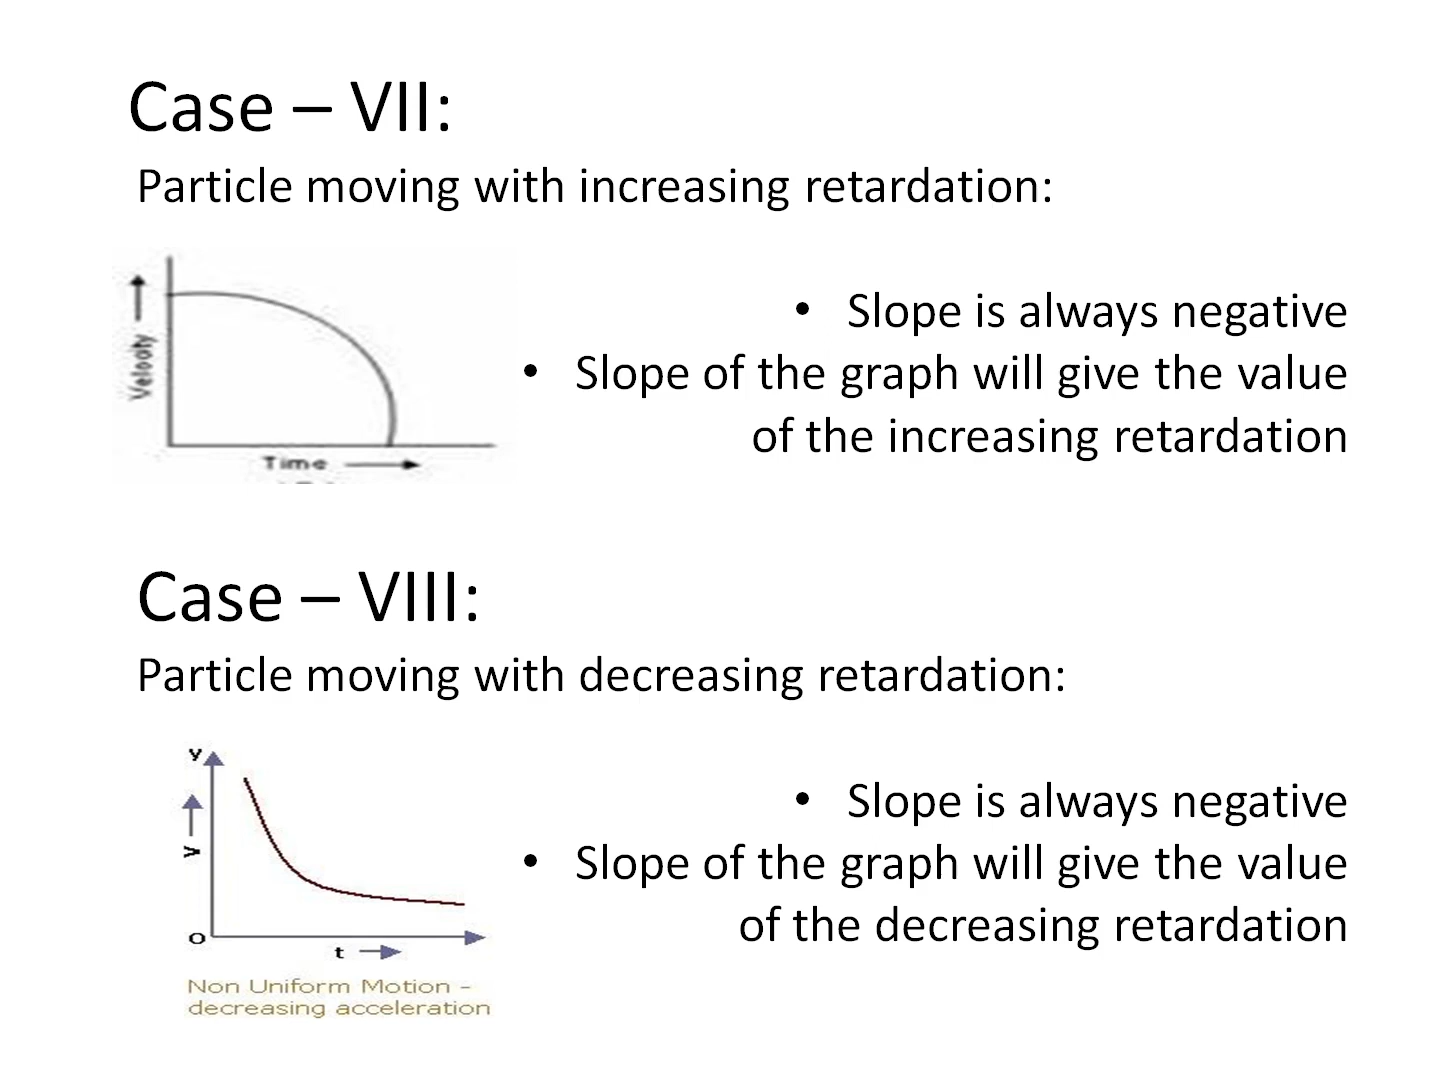 Case – VII:
Particle moving with increasing retardation:
Velocity
Time
• Slope is always negative
• Slope of the graph will give the value
of the increasing retardation
Case – VIII:
Particle moving with decreasing retardation:
Y
V
O
t
Non Uniform Motion -
decreasing acceleration
• Slope is always negative
• Slope of the graph will give the value
of the decreasing retardation